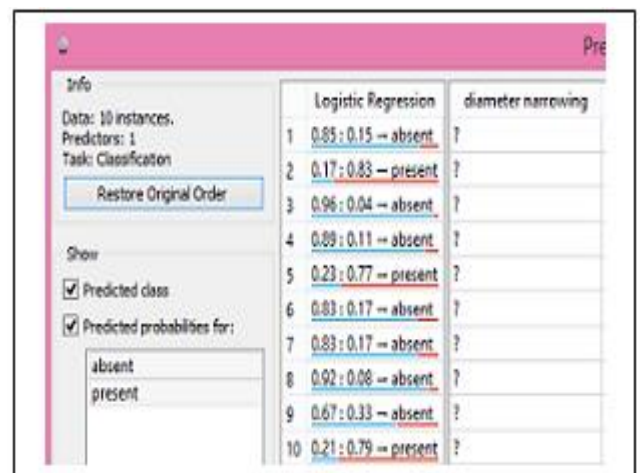 Pre
Info
Data: 10 instances.
Predictors: 1
Task: Classification
Restore Original Order
Show
Predicted class
Predicted probabilities for:
absent
present
Logistic Regression diameter narrowing
1 0.85 : 0.15 → absent ?
2 0.17 : 0.83 → present ?
3 0.96 : 0.04 → absent ?
4 0.89 : 0.11 → absent ?
5 0.23 : 0.77 → present ?
6 0.83 : 0.17 → absent ?
7 0.83 : 0.17 → absent ?
8 0.92 : 0.08 → absent ?
9 0.67 : 0.33 → absent ?
10 0.21 : 0.79 → present ?